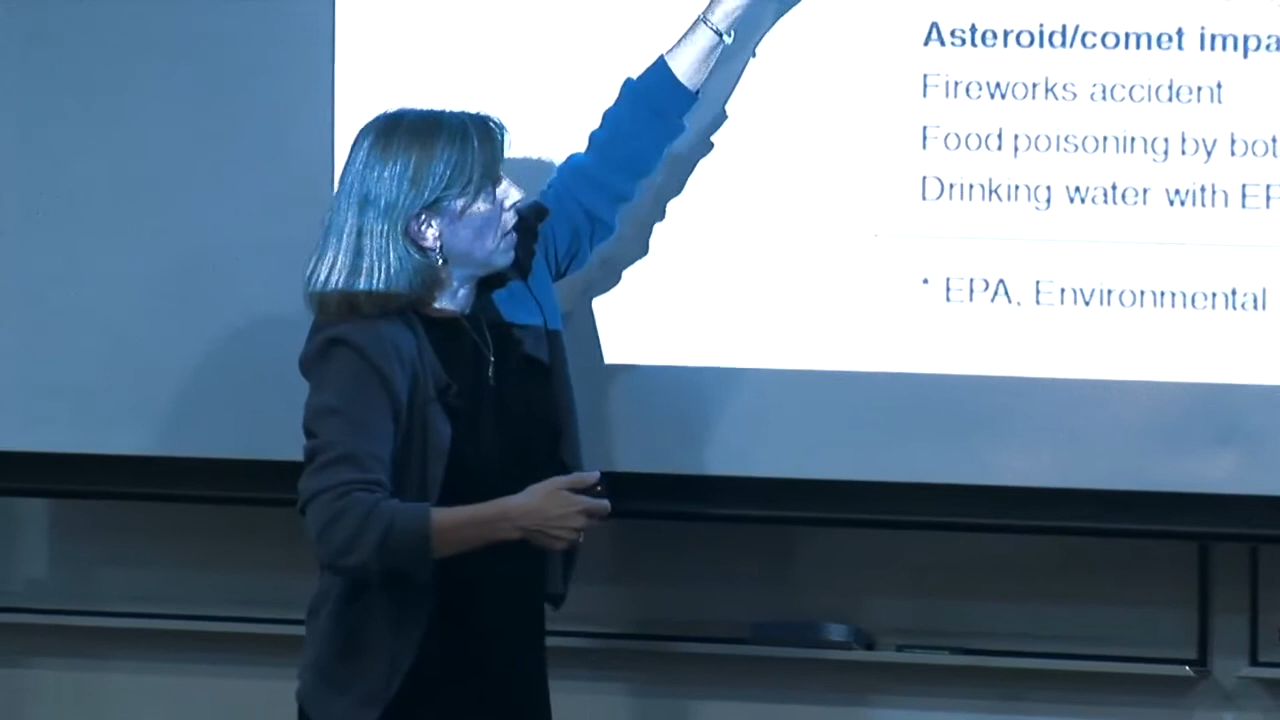 Asteroid/comet impa
Fireworks accident
Food poisoning by bot
Drinking water with EP
* EPA, Environmental